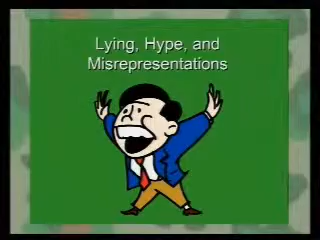 Lying, Hype, and
Misrepresentations